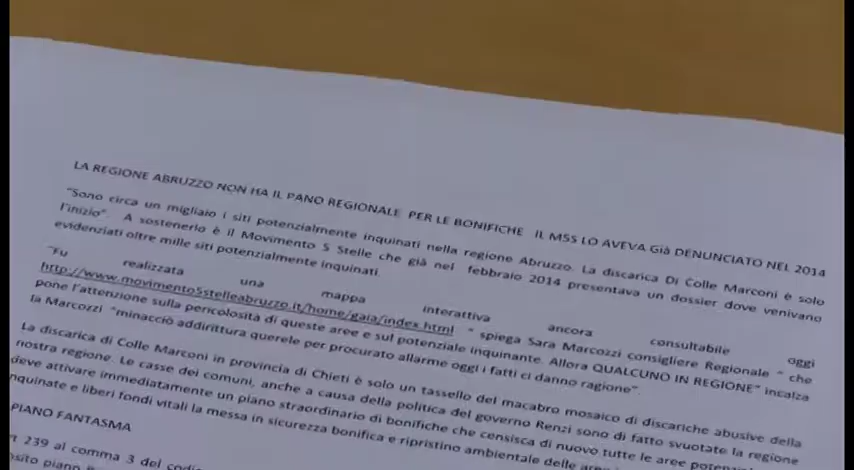 LA REGIONE ABRUZZO NON HA IL PANO REGIONALE PER LE BONIFICHE IL M5S LO AVEVA Già DENUNCIATO NEL 2014
"Sono circa un migliaio i siti potenzialmente inquinati nella regione Abruzzo. La discarica Di Colle Marconi è solo
l'inizio". A sostenerlo è il Movimento 5 Stelle che già nel febbraio 2014 presentava un dossier dove venivano
evidenziati oltre mille siti potenzialmente inquinati.
"Fu realizzata una mappa interattiva ancora consultabile oggi
http://www.movimento5stelleabruzzo.it/home/gaia/index.html " spiega Sara Marcozzi consigliere Regionale " che
pone l'attenzione sulla pericolosità di queste aree e sul potenziale inquinante. Allora QUALCUNO IN REGIONE" incalza
la Marcozzi "minacciò addirittura querele per procurato allarme oggi i fatti ci danno ragione".
La discarica di Colle Marconi in provincia di Chieti è solo un tassello del macabro mosaico di discariche abusive della
nostra regione. Le casse dei comuni, anche a causa della politica del governo Renzi sono di fatto svuotate la regione
deve attivare immediatamente un piano straordinario di bonifiche che censisca di nuovo tutte le aree
nquinate e liberi fondi vitali la messa in sicurezza bonifica e ripristino ambientale delle
PIANO FANTASMA
239 al comma 3 del